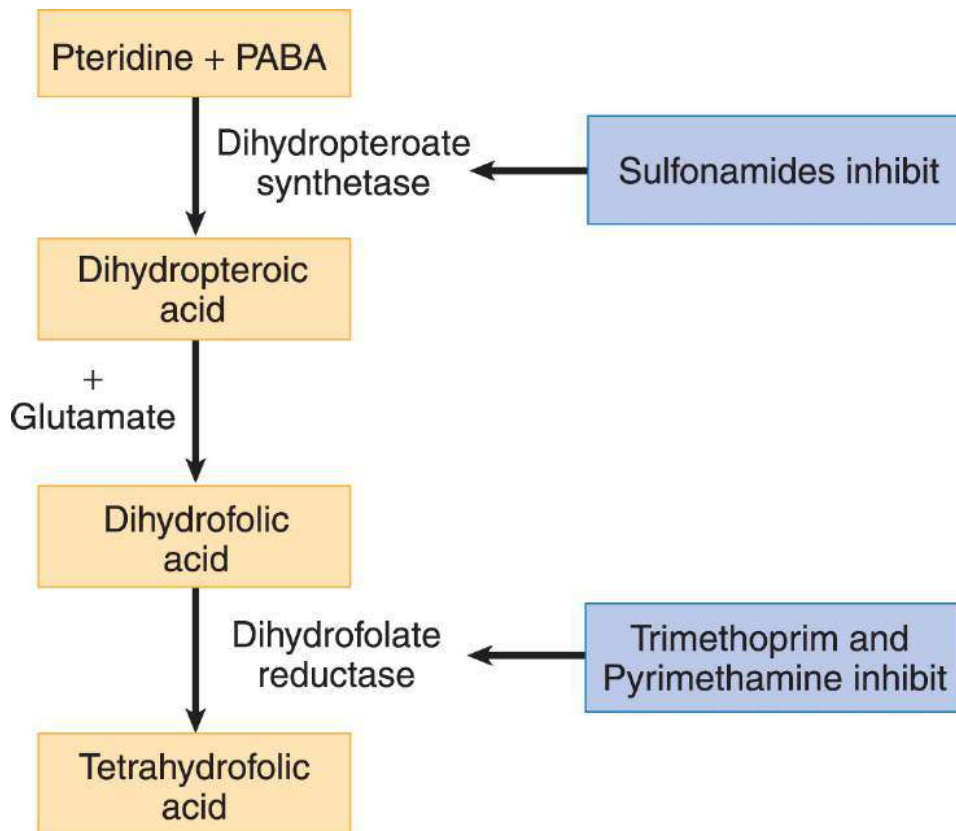 Pteridine + PABA
Dihydropteroate
synthetase
Sulfonamides inhibit
Dihydropteroic
acid
+
Glutamate
Dihydrofolic
acid
Dihydrofolate
reductase
Trimethoprim and
Pyrimethamine inhibit
Tetrahydrofolic
acid